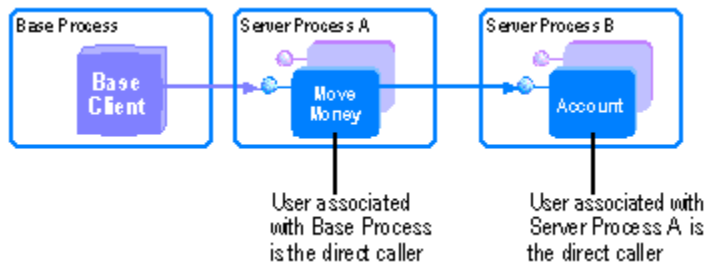 Base Process
Server Process A
Server Process B
Base
Client
Move
Money
Account
User associated
with Base Process
is the direct caller
User associated with
Server Process A is
the direct caller